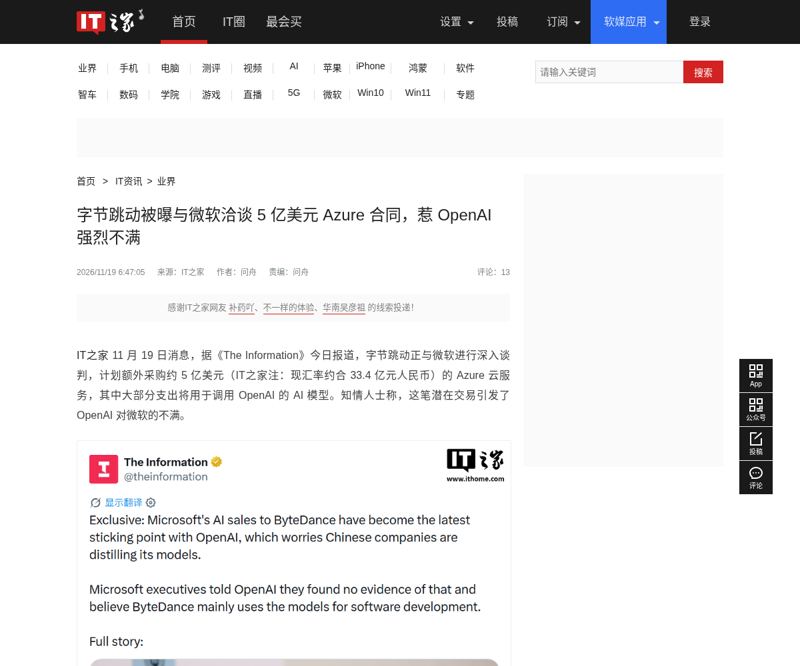 IT之家
首页
IT圈
最会买
设置
投稿
订阅
软媒应用
登录
业界
手机
电脑
测评
视频
AI
苹果
iPhone
鸿蒙
软件
智车
数码
学院
游戏
直播
5G
微软
Win10
Win11
专题
请输入关键词
搜索
首页 > IT资讯 > 业界
字节跳动被曝与微软洽谈 5 亿美元 Azure 合同，惹 OpenAI
强烈不满
2026/11/19 6:47:05 来源：IT之家 作者：问舟 责编：问舟 评论：13
感谢IT之家网友 补药吖、不一样的体验、华南吴彦祖 的线索投递！
IT之家 11 月 19 日消息，据《The Information》今日报道，字节跳动正与微软进行深入谈
判，计划额外采购约 5 亿美元（IT之家注：现汇率约合 33.4 亿元人民币）的 Azure 云服
务，其中大部分支出将用于调用 OpenAI 的 AI 模型。知情人士称，这笔潜在交易引发了
OpenAI 对微软的不满。
The Information
@theinformation
IT之家
www.ithome.com
显示翻译
Exclusive: Microsoft's AI sales to ByteDance have become the latest
sticking point with OpenAI, which worries Chinese companies are
distilling its models.
Microsoft executives told OpenAI they found no evidence of that and
believe ByteDance mainly uses the models for software development.
Full story:
App
公众号
投稿
评论